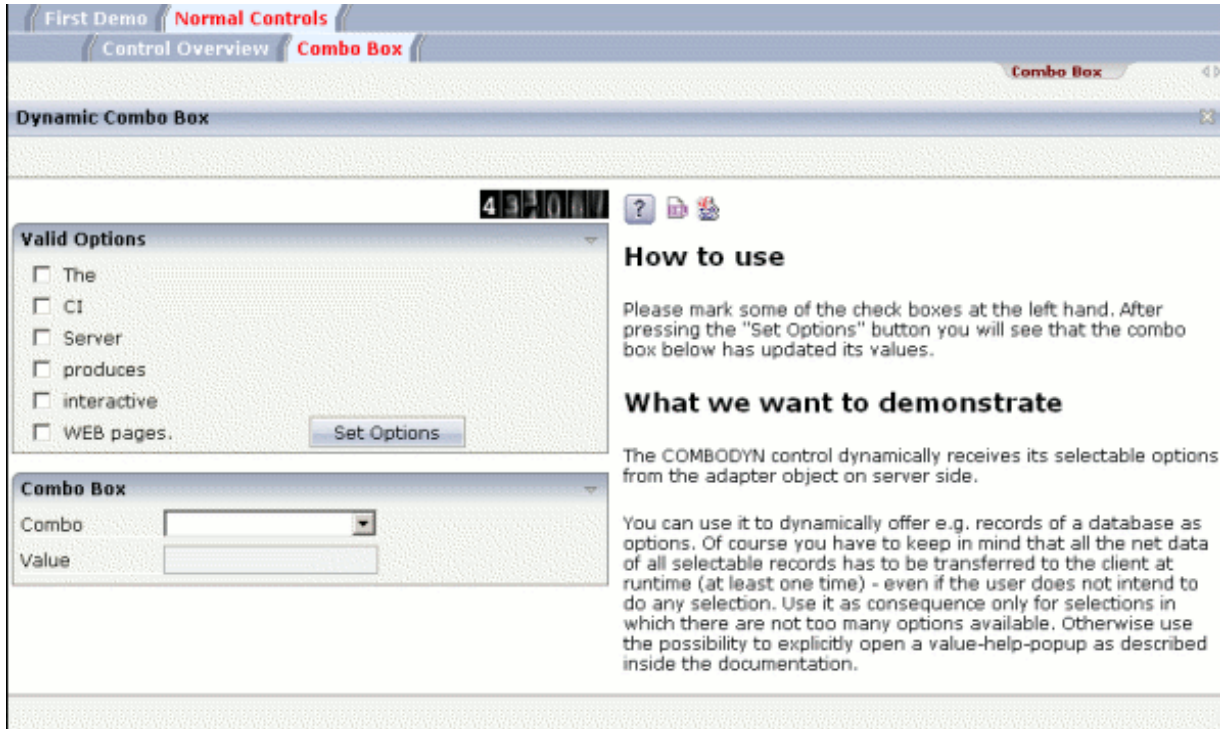 First Demo Normal Controls
Control Overview Combo Box
Combo Box
Dynamic Combo Box
Valid Options
The
CI
Server
produces
interactive
WEB pages.
Set Options
Combo Box
Combo
Value
?
How to use
Please mark some of the check boxes at the left hand. After
pressing the "Set Options" button you will see that the combo
box below has updated its values.
What we want to demonstrate
The COMBODYN control dynamically receives its selectable options
from the adapter object on server side.
You can use it to dynamically offer e.g. records of a database as
options. Of course you have to keep in mind that all the net data
of all selectable records has to be transferred to the client at
runtime (at least one time) - even if the user does not intend to
do any selection. Use it as consequence only for selections in
which there are not too many options available. Otherwise use
the possibility to explicitly open a value-help-popup as described
inside the documentation.